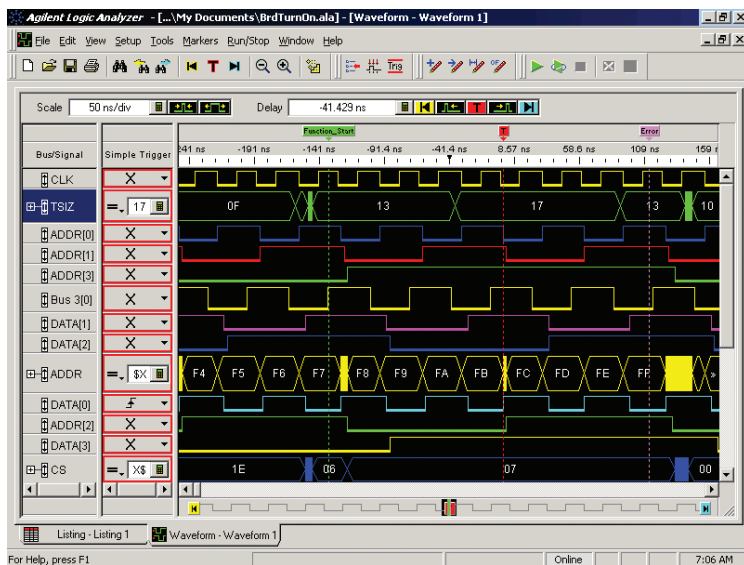 Agilent Logic Analyzer - [...\My Documents\BrdTurnOn.ala] - [Waveform - Waveform 1]
File Edit View Setup Tools Markers Run/Stop Window Help
Trig
Scale 50 ns/div Delay -41.429 ns T
Function_Start T Error
Bus/Signal Simple Trigger 241 ns -191 ns -141 ns -91.4 ns -41.4 ns 8.57 ns 58.6 ns 109 ns 159
CLK X
TSIZ = 17 0F 13 17 13 10
ADDR[0] X
ADDR[1] X
ADDR[3] X
Bus 3[0] X
DATA[1] X
DATA[2] X
ADDR = $X F4 F5 F6 F7 F8 F9 FA FB FC FD FE FF »
DATA[0]
ADDR[2] X
DATA[3] X
CS = X$ 1E 06 07 00
Listing - Listing 1 Waveform - Waveform 1
For Help, press F1 Online 7:06 AM